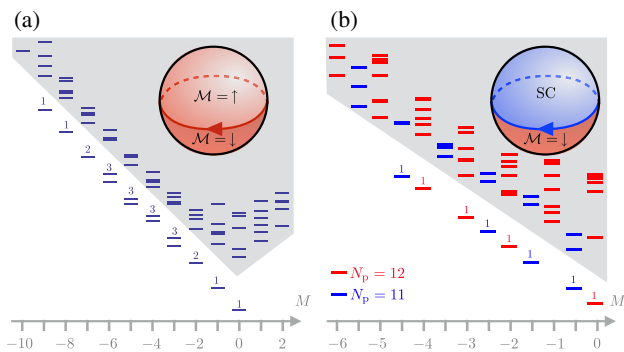 (a)
(b)
ℳ = ↑
ℳ = ↓
SC
ℳ = ↓
1
1
2
3
3
3
3
2
1
1
1
1
1
1
1
1
1
N_p = 12
N_p = 11
M
M
−10 −8 −6 −4 −2 0 2
−6 −5 −4 −3 −2 −1 0